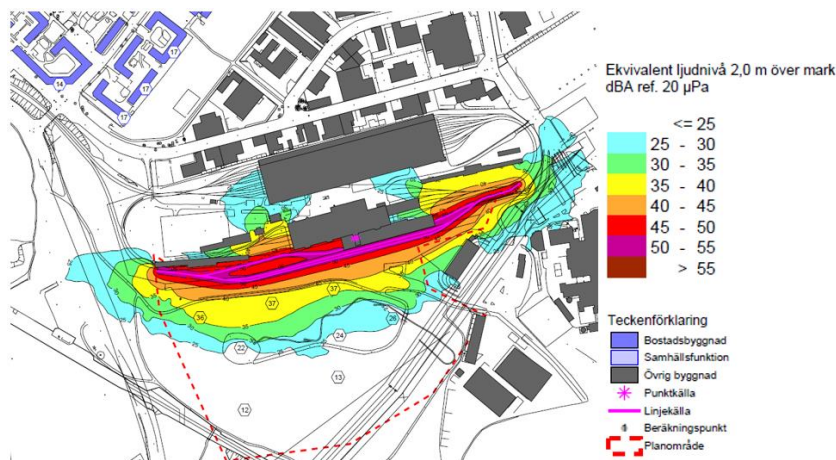 Ekvivalent ljudnivå 2,0 m över mark
dBA ref. 20 µPa
<= 25
25 - 30
30 - 35
35 - 40
40 - 45
45 - 50
50 - 55
> 55
Teckenförklaring
Bostadsbyggnad
Samhällsfunktion
Övrig byggnad
Punktkälla
Linjekälla
Beräkningspunkt
Planområde
17
14
17
17
37
37
36
24
22
13
12